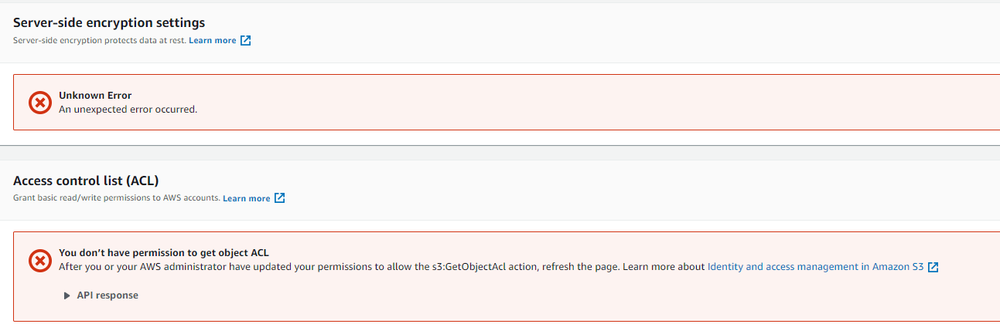 Server-side encryption settings
Server-side encryption protects data at rest. Learn more
Unknown Error
An unexpected error occurred.
Access control list (ACL)
Grant basic read/write permissions to AWS accounts. Learn more
You don’t have permission to get object ACL
After you or your AWS administrator have updated your permissions to allow the s3:GetObjectAcl action, refresh the page. Learn more about Identity and access management in Amazon S3
API response